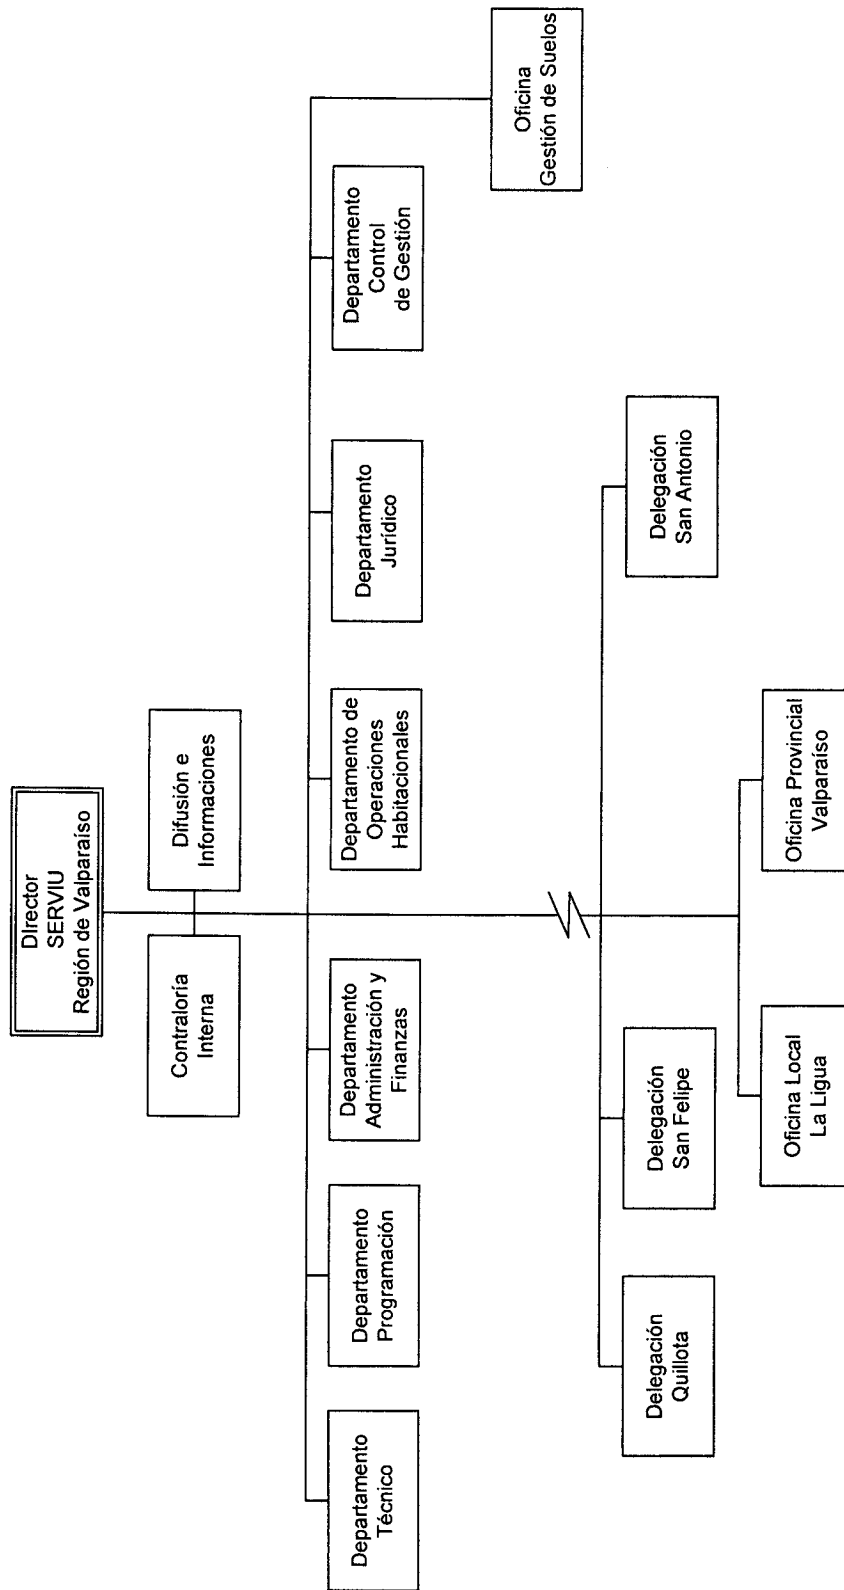 DIrector
SERVIU
Región de Valparaíso
Contraloría
Interna
Difusión e
Informaciones
Departamento
Técnico
Departamento
Programación
Departamento
Administración y
Finanzas
Departamento de
Operaciones
Habitacionales
Departamento
Jurídico
Departamento
Control
de Gestión
Oficina
Gestión de Suelos
Delegación
Quillota
Delegación
San Felipe
Delegación
San Antonio
Oficina Local
La Ligua
Oficina Provincial
Valparaíso